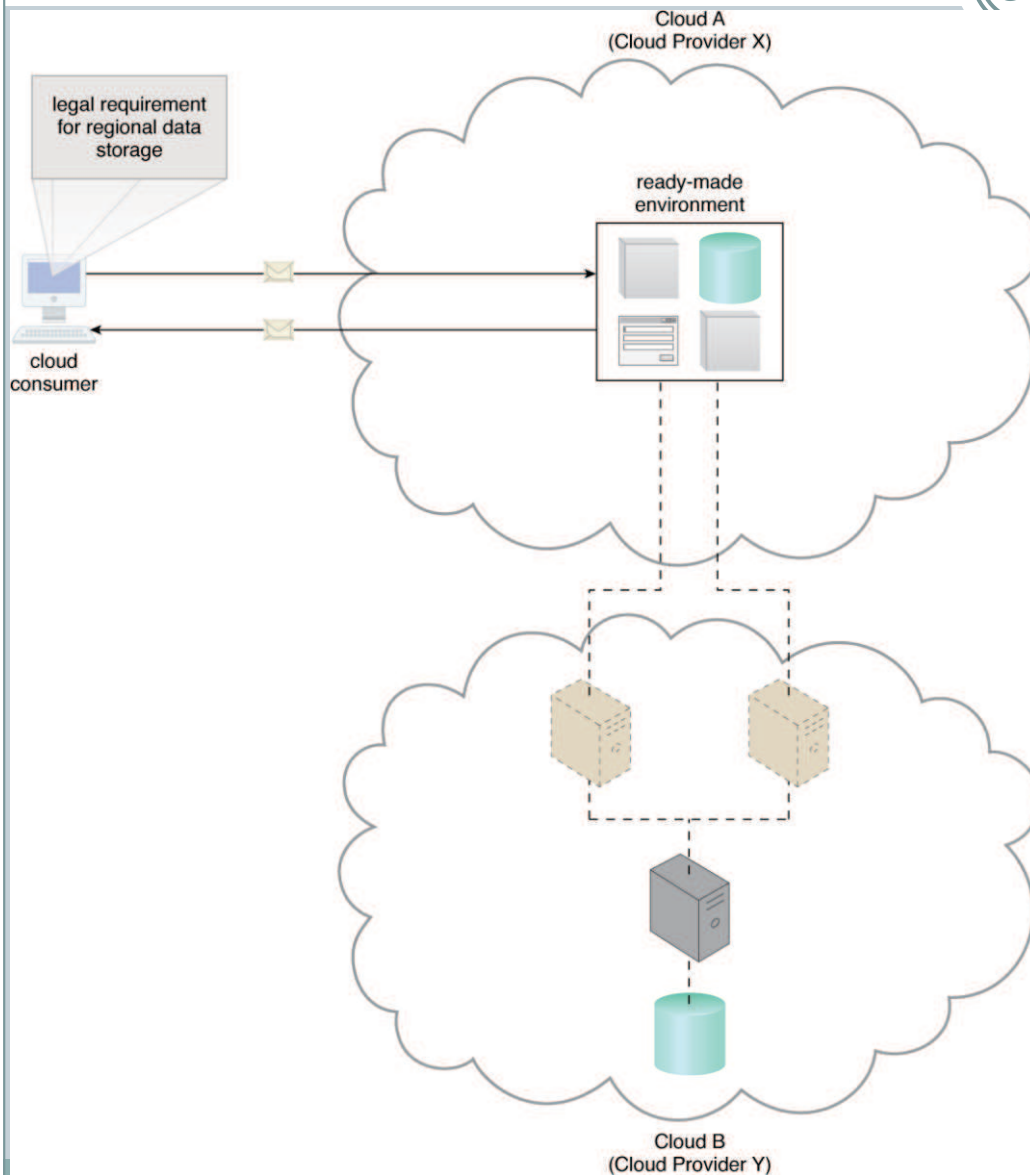 Cloud A
(Cloud Provider X)
legal requirement
for regional data
storage
ready-made
environment
cloud
consumer
Cloud B
(Cloud Provider Y)